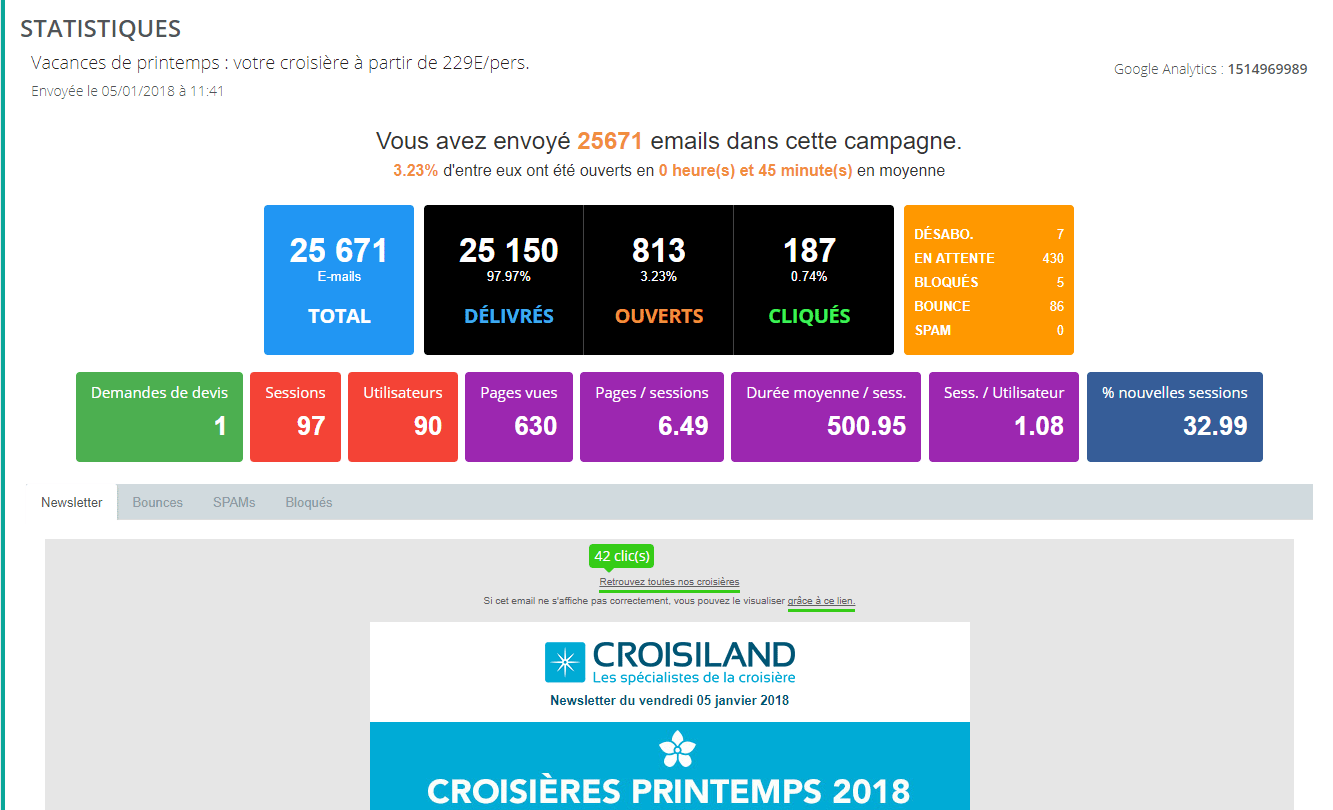 STATISTIQUES
Vacances de printemps : votre croisière à partir de 229E/pers.
Google Analytics : 1514969989
Envoyée le 05/01/2018 à 11:41
Vous avez envoyé 25671 emails dans cette campagne.
3.23% d'entre eux ont été ouverts en 0 heure(s) et 45 minute(s) en moyenne
25 671
E-mails
TOTAL
25 150
97.97%
DÉLIVRÉS
813
3.23%
OUVERTS
187
0.74%
CLIQUÉS
DÉSABO. 7
EN ATTENTE 430
BLOQUÉS 5
BOUNCE 86
SPAM 0
Demandes de devis
1
Sessions
97
Utilisateurs
90
Pages vues
630
Pages / sessions
6.49
Durée moyenne / sess.
500.95
Sess. / Utilisateur
1.08
% nouvelles sessions
32.99
Newsletter Bounces SPAMs Bloqués
42 clic(s)
Retrouvez toutes nos croisières
Si cet email ne s'affiche pas correctement, vous pouvez le visualiser grâce à ce lien.
CROISILAND
Les spécialistes de la croisière
Newsletter du vendredi 05 janvier 2018
CROISIÈRES PRINTEMPS 2018